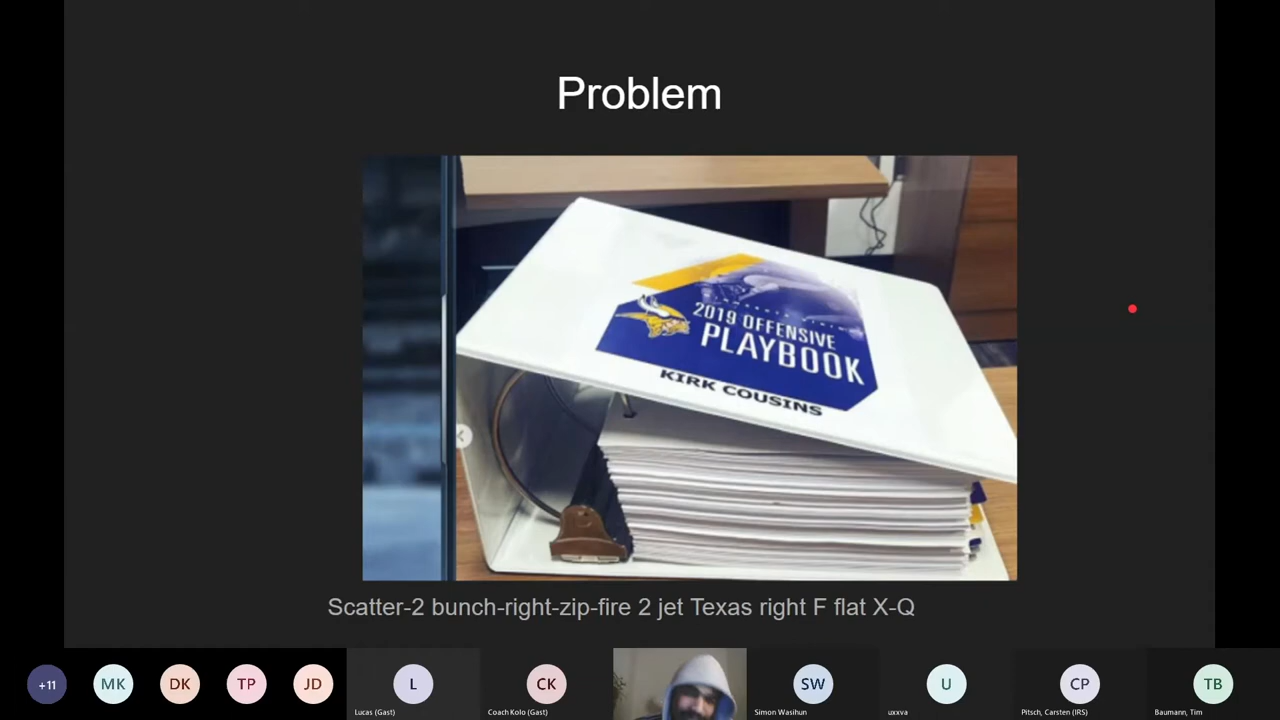 Problem
2019 OFFENSIVE
PLAYBOOK
KIRK COUSINS
Scatter-2 bunch-right-zip-fire 2 jet Texas right F flat X-Q
+11
MK
DK
TP
JD
L
CK
SW
U
CP
TB
Lucas (Gast)
Coach Kolo (Gast)
Simon Wasihun
uxxva
Pitsch, Carsten (IRS)
Baumann, Tim